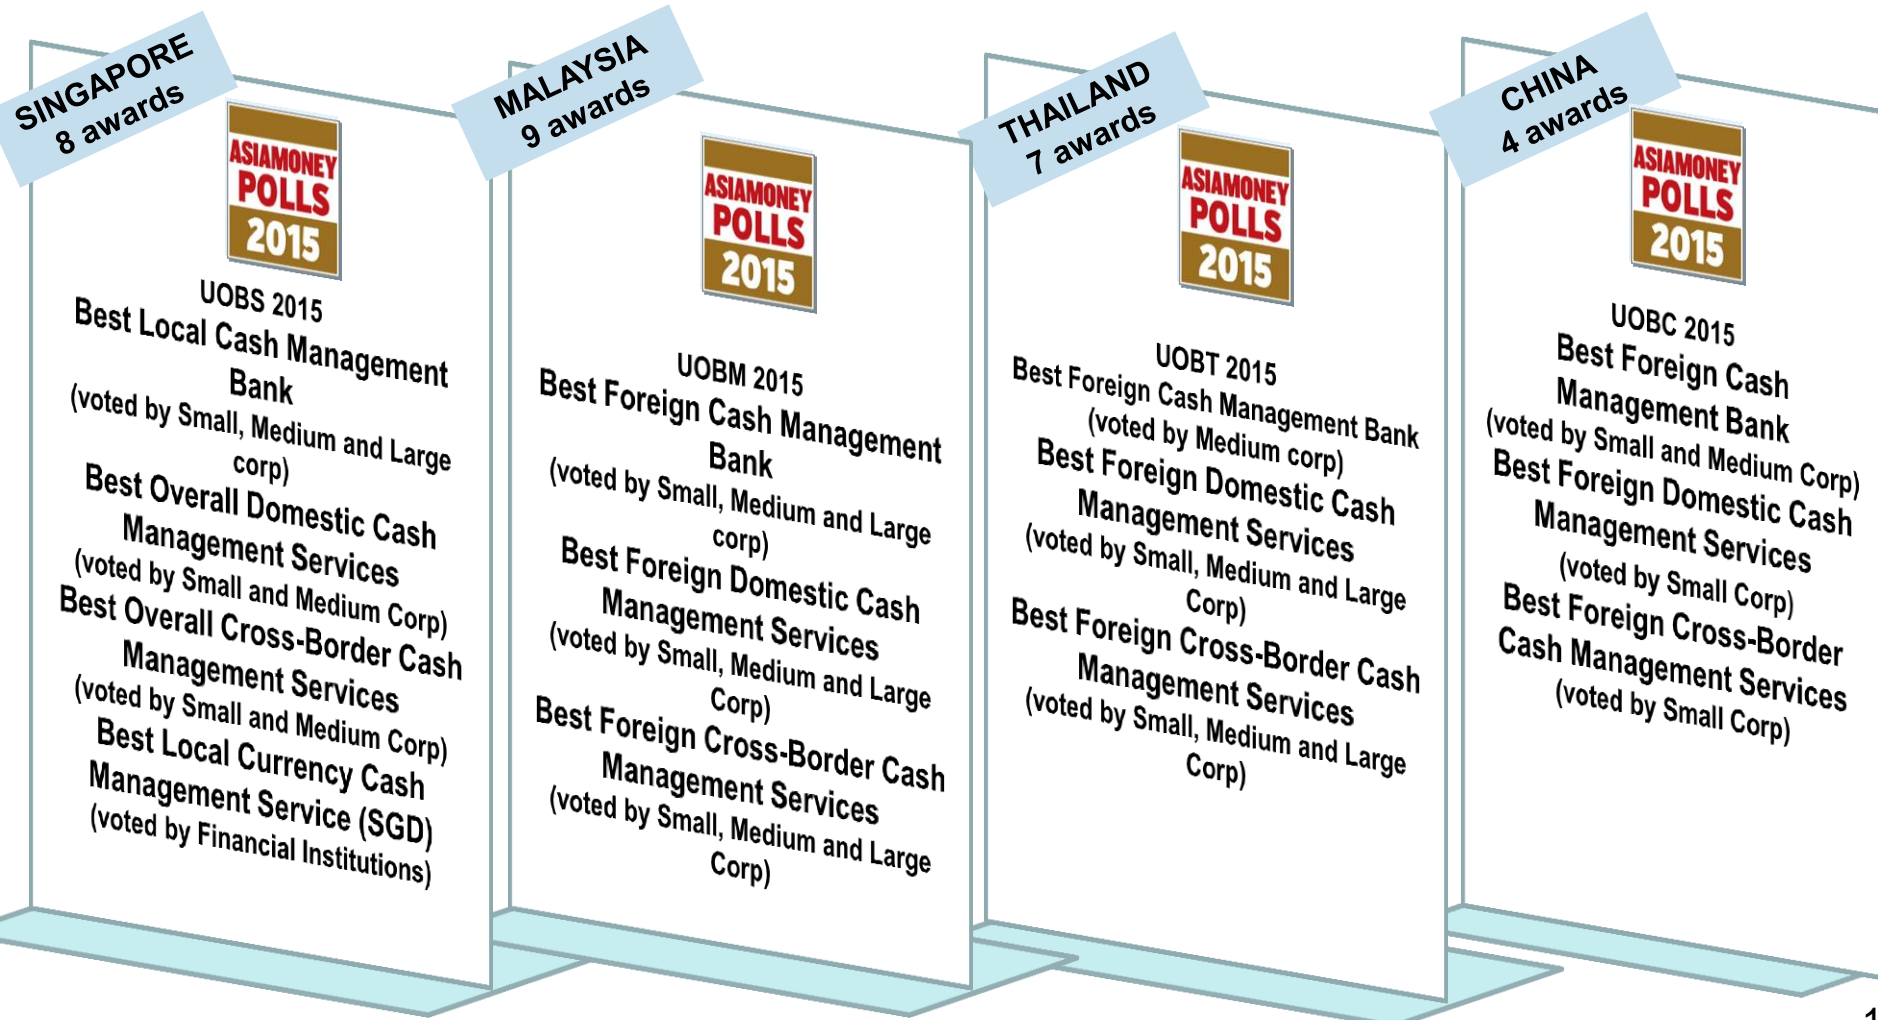 SINGAPORE
8 awards
ASIAMONEY
POLLS
2015
UOBS 2015
Best Local Cash Management
Bank
(voted by Small, Medium and Large
corp)
Best Overall Domestic Cash
Management Services
(voted by Small and Medium Corp)
Best Overall Cross-Border Cash
Management Services
(voted by Small and Medium Corp)
Best Local Currency Cash
Management Service (SGD)
(voted by Financial Institutions)
MALAYSIA
9 awards
ASIAMONEY
POLLS
2015
UOBM 2015
Best Foreign Cash Management
Bank
(voted by Small, Medium and Large
corp)
Best Foreign Domestic Cash
Management Services
(voted by Small, Medium and Large
Corp)
Best Foreign Cross-Border Cash
Management Services
(voted by Small, Medium and Large
Corp)
THAILAND
7 awards
ASIAMONEY
POLLS
2015
UOBT 2015
Best Foreign Cash Management Bank
(voted by Medium corp)
Best Foreign Domestic Cash
Management Services
(voted by Small, Medium and Large
Corp)
Best Foreign Cross-Border Cash
Management Services
(voted by Small, Medium and Large
Corp)
CHINA
4 awards
ASIAMONEY
POLLS
2015
UOBC 2015
Best Foreign Cash
Management Bank
(voted by Small and Medium Corp)
Best Foreign Domestic Cash
Management Services
(voted by Small Corp)
Best Foreign Cross-Border
Cash Management Services
(voted by Small Corp)